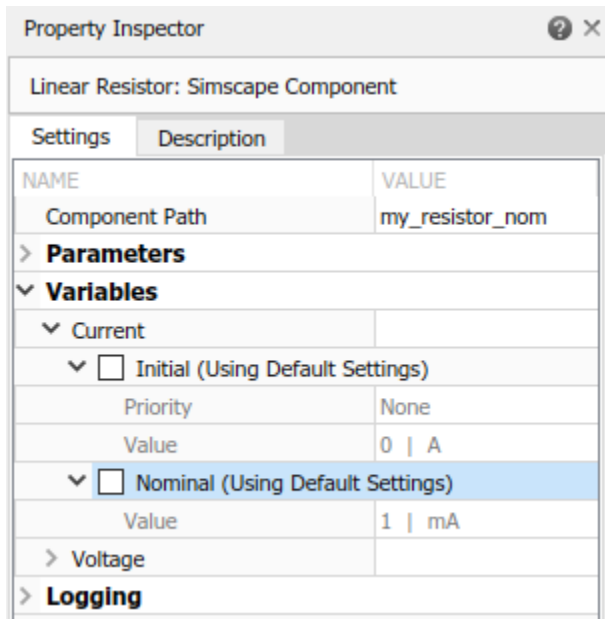 Property Inspector
Linear Resistor: Simscape Component
Settings Description
NAME VALUE
Component Path my_resistor_nom
Parameters
Variables
Current
Initial (Using Default Settings)
Priority None
Value 0 | A
Nominal (Using Default Settings)
Value 1 | mA
Voltage
Logging